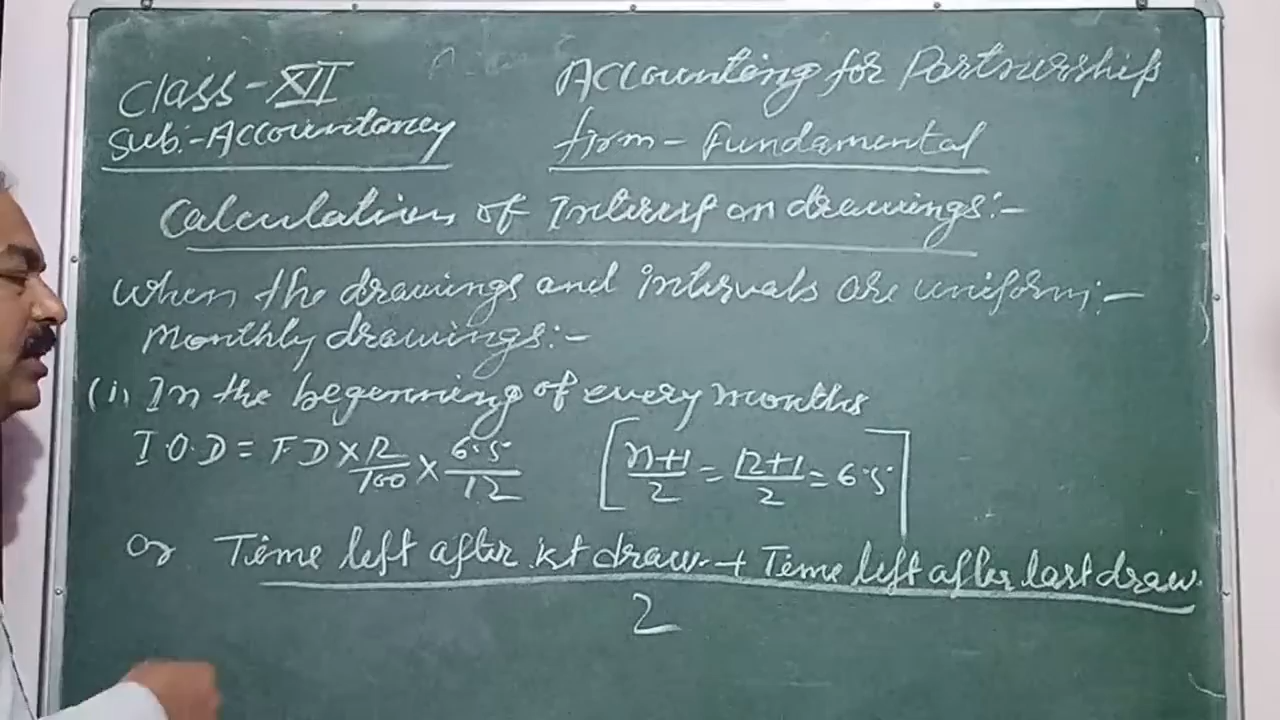 Class-XII
Sub:-Accountancy
Accounting for Partnership
firm - Fundamental
Calculation of Interest on drawings:-
When the drawings and intervals are uniform:-
Monthly drawings:-
(i) In the beginning of every months
I.O.D = T D × R/100 × 6.5/12 [n+1/2 = 12+1/2 = 6.5]
Or Time left after 1st draw. + Time left after last draw.
2